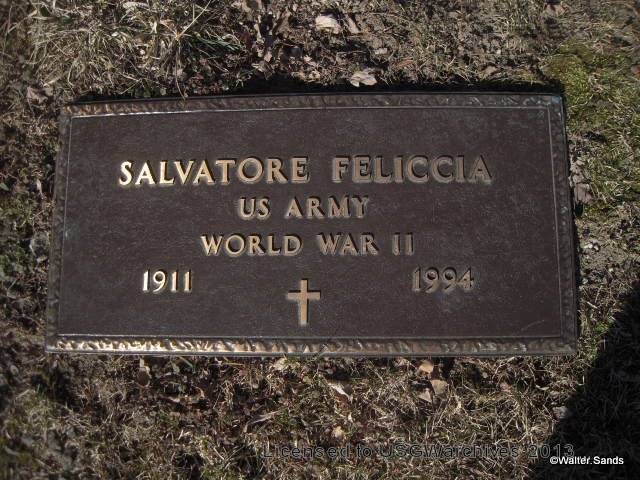 SALVATORE FELICCIA
US ARMY
WORLD WAR II
1911 1994
Licensed to USGWarchives 2013
©Walter.Sands